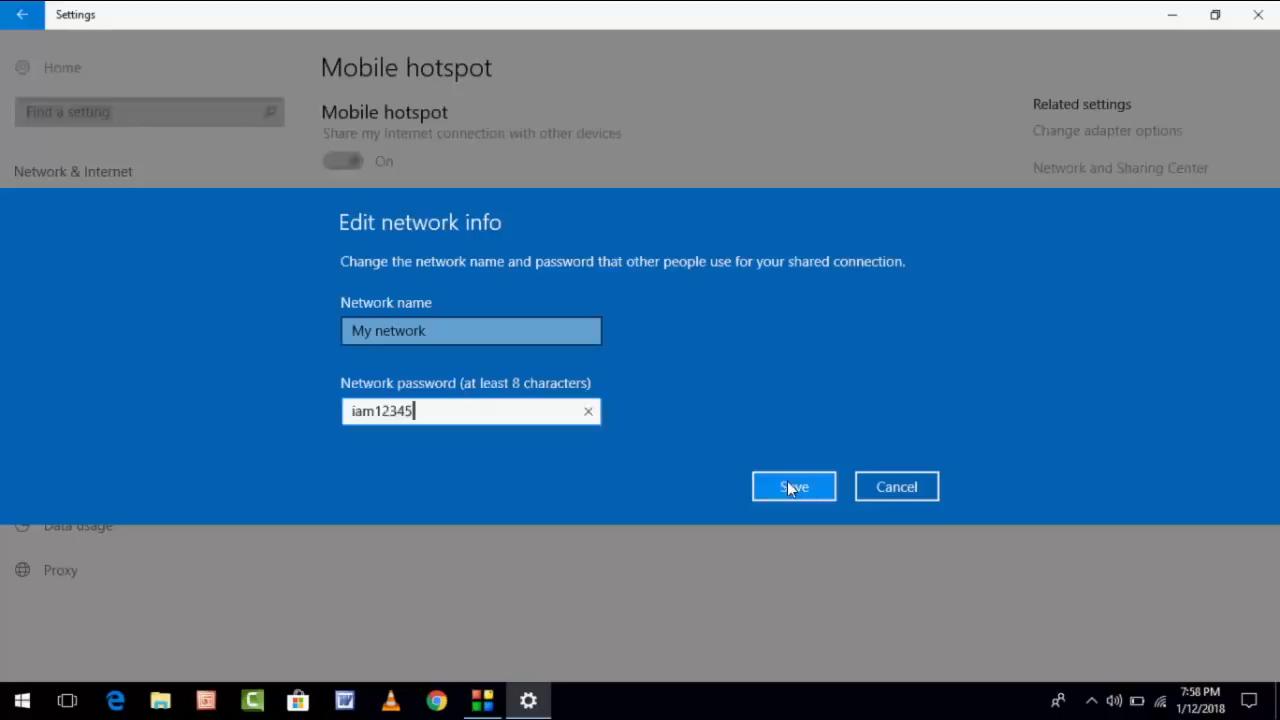 Settings
Home
Mobile hotspot
Find a setting
Mobile hotspot
Share my Internet connection with other devices
On
Related settings
Change adapter options
Network and Sharing Center
Network & Internet
Edit network info
Change the network name and password that other people use for your shared connection.
Network name
My network
Network password (at least 8 characters)
iam12345
Save
Cancel
Data usage
Proxy
7:58 PM
1/12/2018